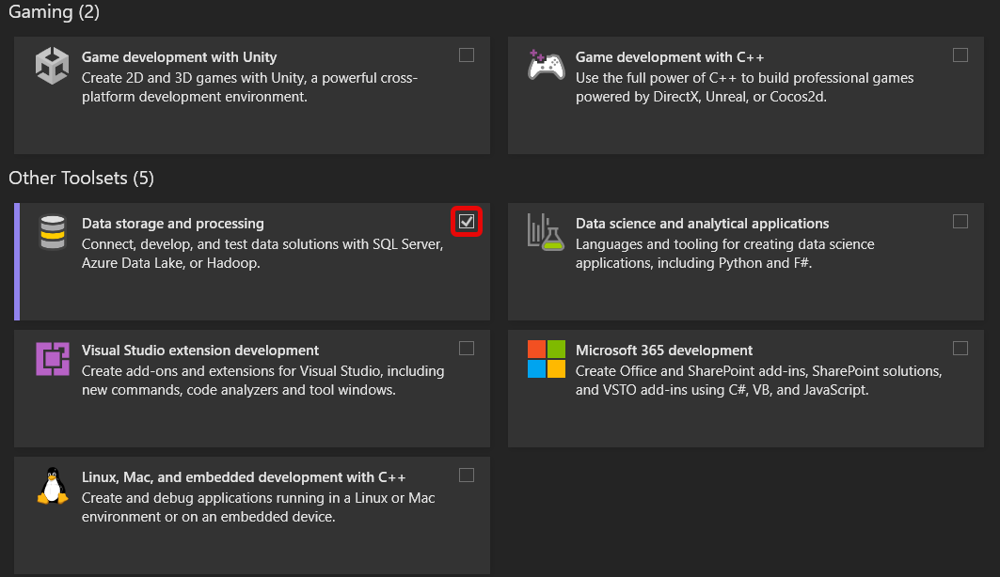 Gaming (2)
Game development with Unity
Create 2D and 3D games with Unity, a powerful cross-
platform development environment.
Game development with C++
Use the full power of C++ to build professional games
powered by DirectX, Unreal, or Cocos2d.
Other Toolsets (5)
Data storage and processing
Connect, develop, and test data solutions with SQL Server,
Azure Data Lake, or Hadoop.
Data science and analytical applications
Languages and tooling for creating data science
applications, including Python and F#.
Visual Studio extension development
Create add-ons and extensions for Visual Studio, including
new commands, code analyzers and tool windows.
Microsoft 365 development
Create Office and SharePoint add-ins, SharePoint solutions,
and VSTO add-ins using C#, VB, and JavaScript.
Linux, Mac, and embedded development with C++
Create and debug applications running in a Linux or Mac
environment or on an embedded device.